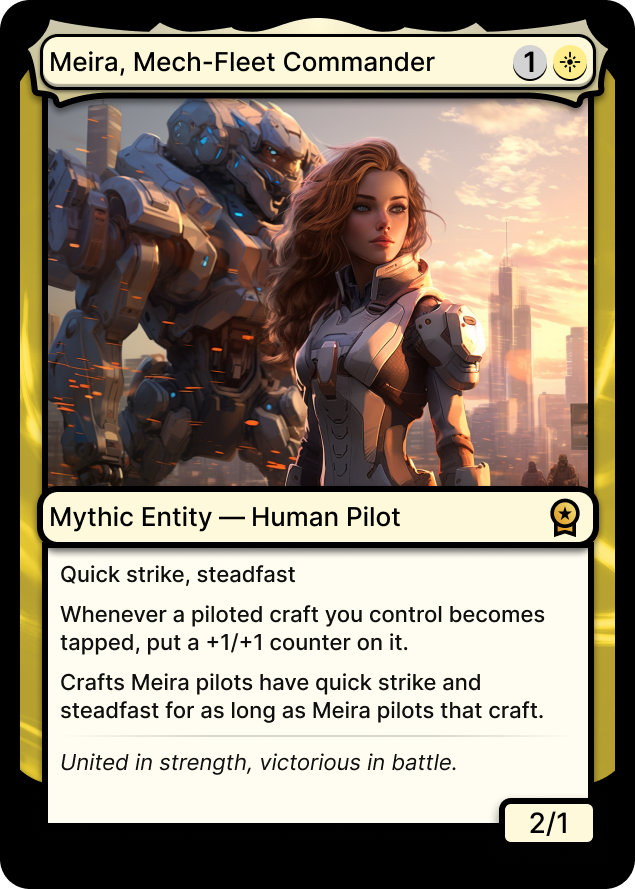 Meira, Mech-Fleet Commander 1
Mythic Entity — Human Pilot
Quick strike, steadfast
Whenever a piloted craft you control becomes
tapped, put a +1/+1 counter on it.
Crafts Meira pilots have quick strike and
steadfast for as long as Meira pilots that craft.
United in strength, victorious in battle.
2/1